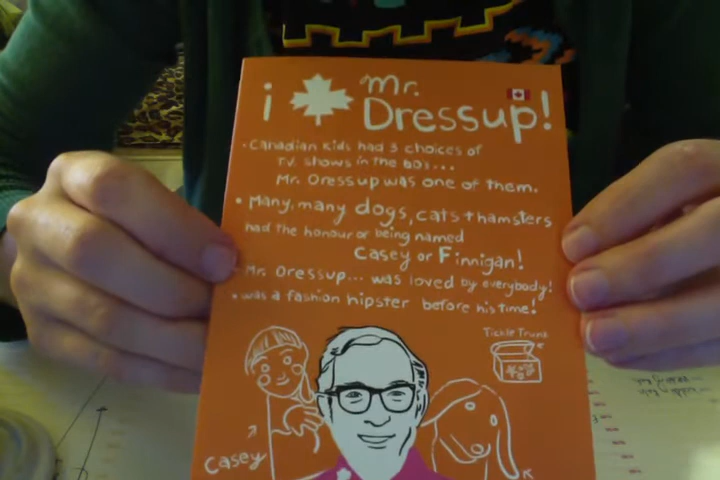 i Mr.
Dressup!
• Canadian Kids had 3 choices of
T.V. shows in the 60s...
Mr. Dressup was one of them.
• Many, many dogs, cats + hamsters
had the honour of being named
Casey or Finnigan!
• Mr. Dressup... was loved by everybody!
• was a fashion hipster before his time!
Tickle Trunk
Casey